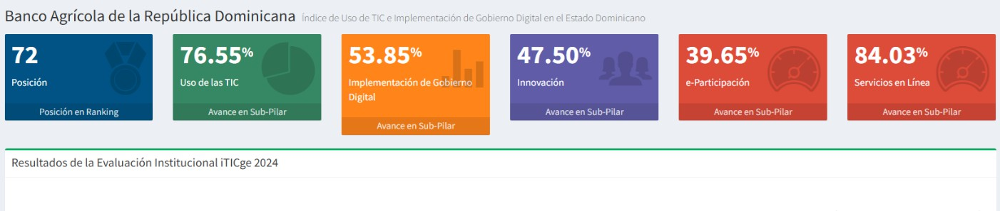 Banco Agrícola de la República Dominicana Índice de Uso de TIC e Implementación de Gobierno Digital en el Estado Dominicano
72
Posición
Posición en Ranking
76.55%
Uso de las TIC
Avance en Sub-Pilar
53.85%
Implementación de Gobierno
Digital
Avance en Sub-Pilar
47.50%
Innovación
Avance en Sub-Pilar
39.65%
e-Participación
Avance en Sub-Pilar
84.03%
Servicios en Línea
Avance en Sub-Pilar
Resultados de la Evaluación Institucional iTICge 2024